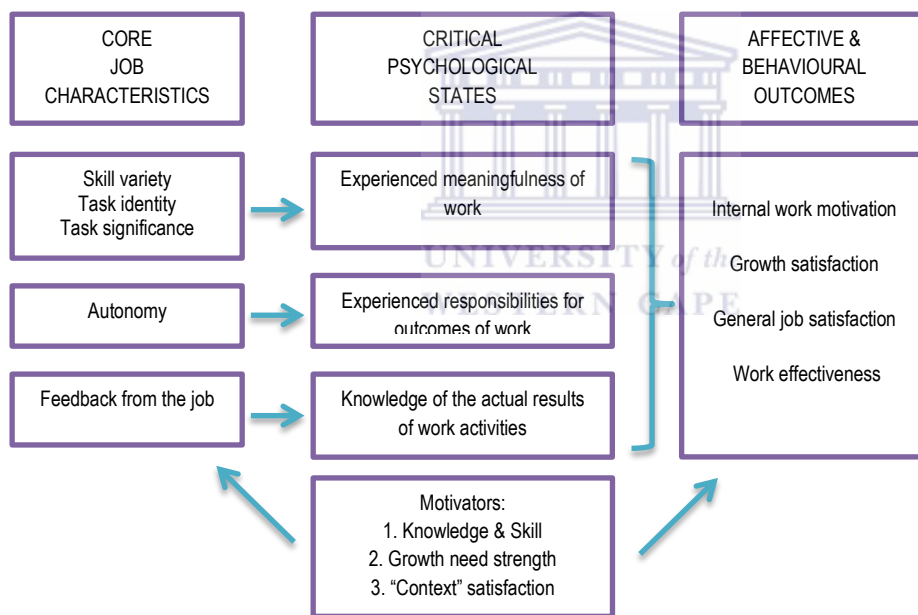 CORE
JOB
CHARACTERISTICS
CRITICAL
PSYCHOLOGICAL
STATES
AFFECTIVE &
BEHAVIOURAL
OUTCOMES
Skill variety
Task identity
Task significance
Experienced meaningfulness of
work
Internal work motivation
Growth satisfaction
General job satisfaction
Work effectiveness
UNIVERSITY of the
WESTERN CAPE
Autonomy
Experienced responsibilities for
outcomes of work
Feedback from the job
Knowledge of the actual results
of work activities
Motivators:
1. Knowledge & Skill
2. Growth need strength
3. “Context” satisfaction